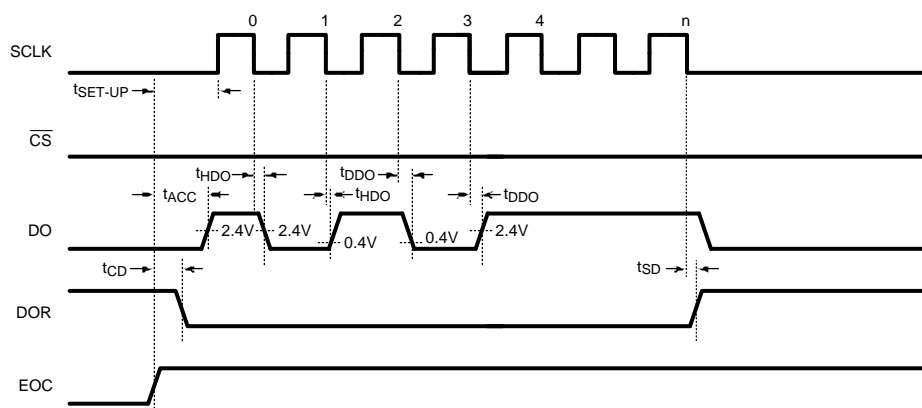 0 1 2 3 4 n
SCLK
tSET-UP
CS
tHDO tDDO
tACC tHDO tDDO
DO 2.4V 2.4V 0.4V 0.4V 2.4V
tCD tSD
DOR
EOC